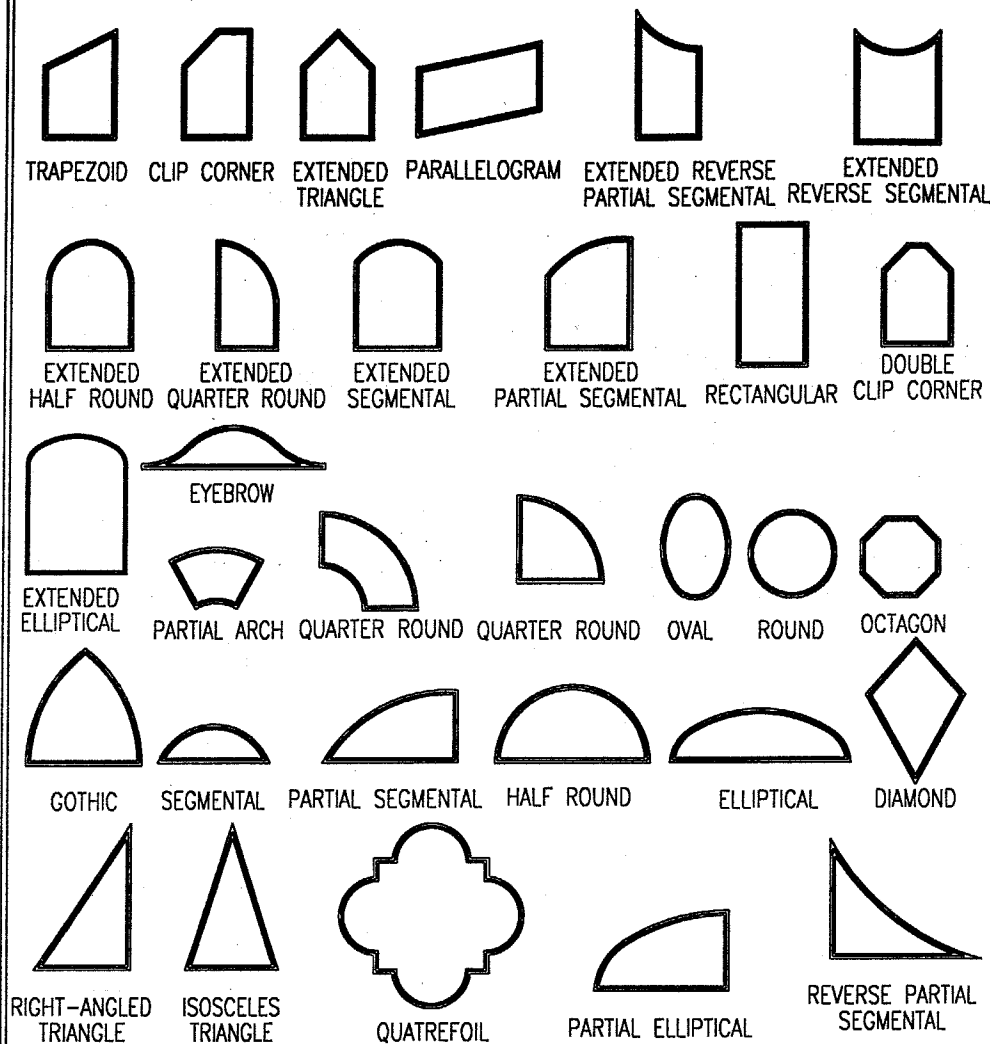 TRAPEZOID
CLIP CORNER
EXTENDED
TRIANGLE
PARALLELOGRAM
EXTENDED REVERSE
PARTIAL SEGMENTAL
EXTENDED
REVERSE SEGMENTAL
EXTENDED
HALF ROUND
EXTENDED
QUARTER ROUND
EXTENDED
SEGMENTAL
EXTENDED
PARTIAL SEGMENTAL
RECTANGULAR
DOUBLE
CLIP CORNER
EXTENDED
ELLIPTICAL
EYEBROW
PARTIAL ARCH
QUARTER ROUND
QUARTER ROUND
OVAL
ROUND
OCTAGON
GOTHIC
SEGMENTAL
PARTIAL SEGMENTAL
HALF ROUND
ELLIPTICAL
DIAMOND
RIGHT-ANGLED
TRIANGLE
ISOSCELES
TRIANGLE
QUATREFOIL
PARTIAL ELLIPTICAL
REVERSE PARTIAL
SEGMENTAL